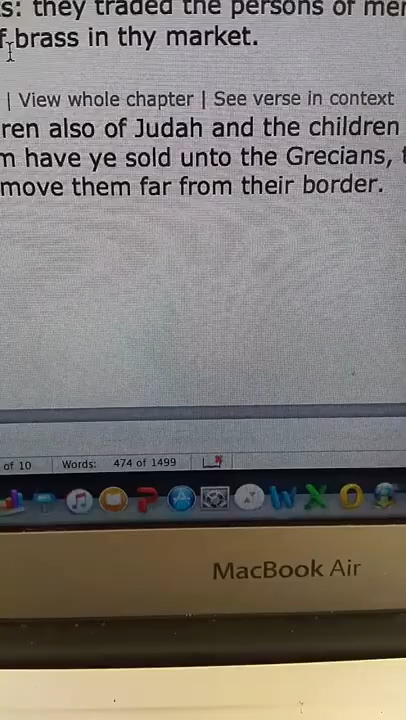 s: they traded the persons of me
f brass in thy market.
| View whole chapter | See verse in context
ren also of Judah and the children
m have ye sold unto the Grecians,
move them far from their border.
of 10 Words: 474 of 1499
MacBook Air